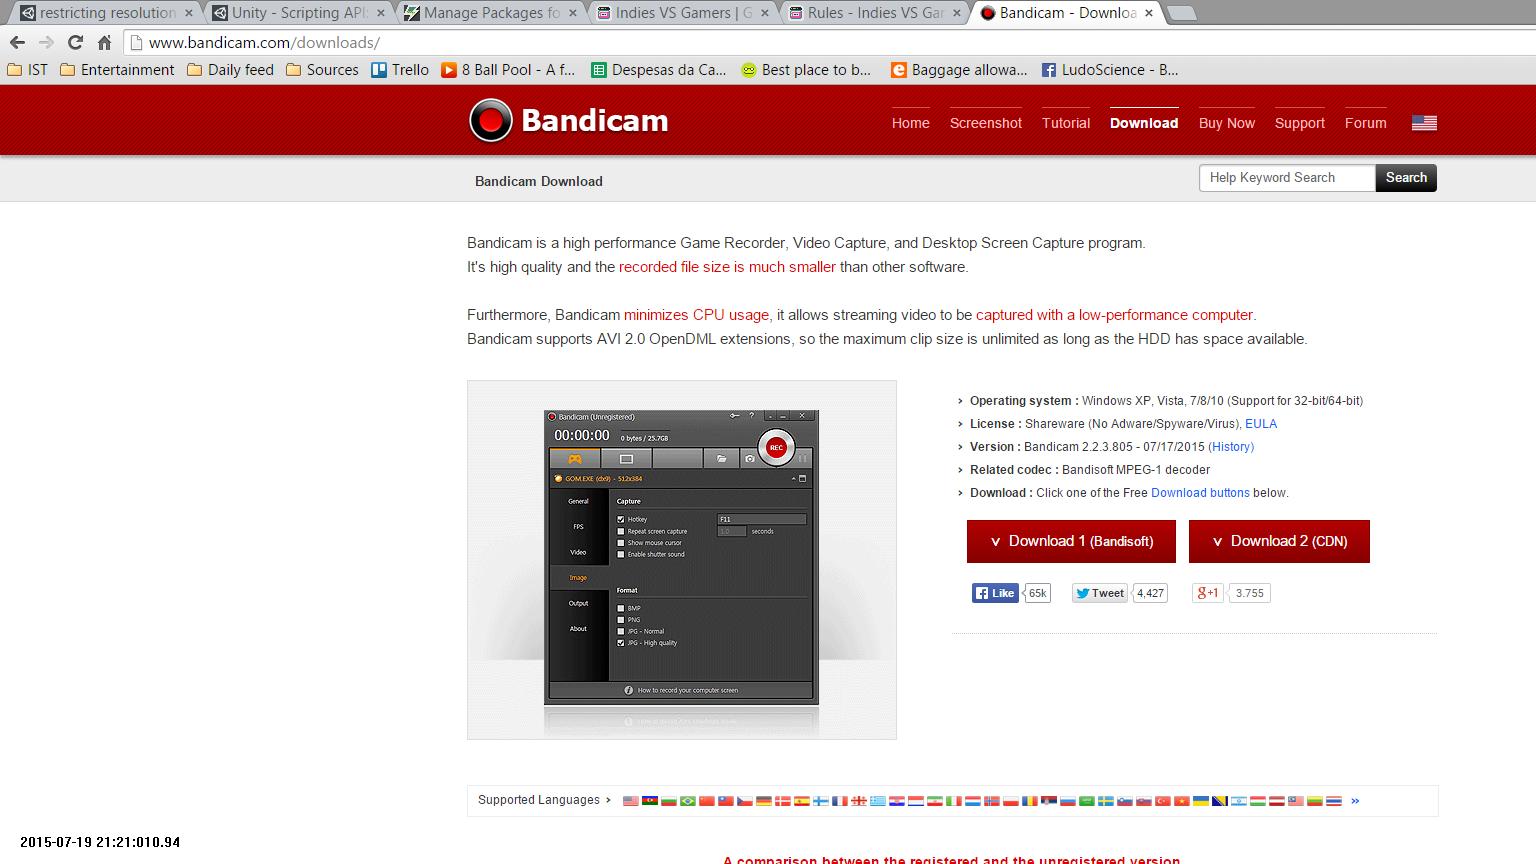 restricting resolution
Unity - Scripting API:
Manage Packages fo
Indies VS Gamers | G
Rules - Indies VS Gar
Bandicam - Downloa
www.bandicam.com/downloads/
IST
Entertainment
Daily feed
Sources
Trello
8 Ball Pool - A f...
Despesas da Ca...
Best place to b...
Baggage allowa...
LudoScience - B...
Bandicam
Home
Screenshot
Tutorial
Download
Buy Now
Support
Forum
Bandicam Download
Help Keyword Search
Search
Bandicam is a high performance Game Recorder, Video Capture, and Desktop Screen Capture program.
It's high quality and the recorded file size is much smaller than other software.
Furthermore, Bandicam minimizes CPU usage, it allows streaming video to be captured with a low-performance computer.
Bandicam supports AVI 2.0 OpenDML extensions, so the maximum clip size is unlimited as long as the HDD has space available.
Bandicam (Unregistered)
00:00:00
0 bytes / 25.7GB
REC
GOM.EXE (dx9) - 512x384
General
FPS
Video
Image
Output
About
Capture
Hotkey
F11
Repeat screen capture
1.0
seconds
Show mouse cursor
Enable shutter sound
Format
BMP
PNG
JPG - Normal
JPG - High quality
How to record your computer screen
Operating system : Windows XP, Vista, 7/8/10 (Support for 32-bit/64-bit)
License : Shareware (No Adware/Spyware/Virus), EULA
Version : Bandicam 2.2.3.805 - 07/17/2015 (History)
Related codec : Bandisoft MPEG-1 decoder
Download : Click one of the Free Download buttons below.
Download 1 (Bandisoft)
Download 2 (CDN)
Like
65k
Tweet
4,427
g+1
3.755
Supported Languages
2015-07-19 21:21:010.94
A comparison between the registered and the unregistered version